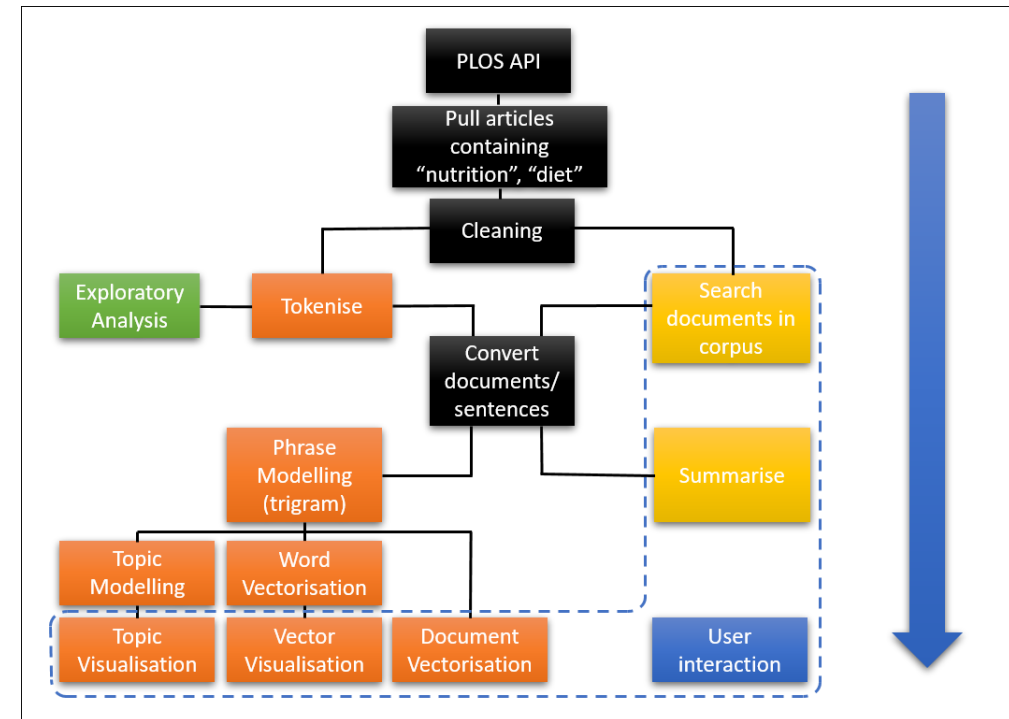 PLOS API
Pull articles
containing
“nutrition”, “diet”
Cleaning
Exploratory
Analysis
Tokenise
Search
documents in
corpus
Convert
documents/
sentences
Phrase
Modelling
(trigram)
Summarise
Topic
Modelling
Word
Vectorisation
Topic
Visualisation
Vector
Visualisation
Document
Vectorisation
User
interaction